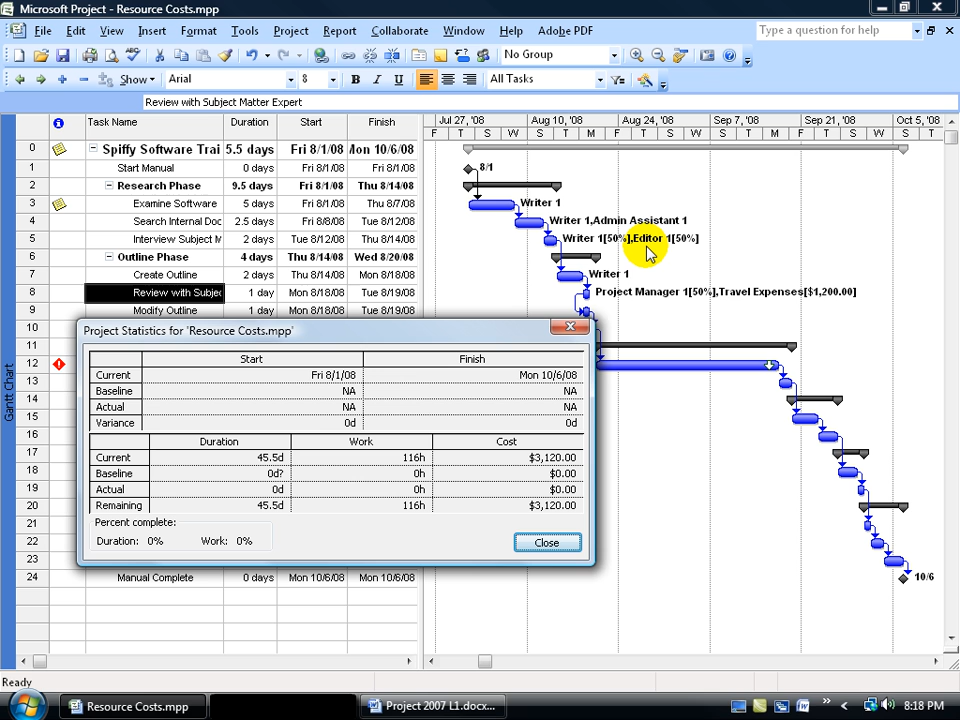 Microsoft Project - Resource Costs.mpp
File Edit View Insert Format Tools Project Report Collaborate Window Help Adobe PDF
Type a question for help
No Group
Show Arial 8 B I U All Tasks
Review with Subject Matter Expert
Task Name Duration Start Finish
Jul 27, '08 Aug 10, '08 Aug 24, '08 Sep 7, '08 Sep 21, '08 Oct 5, '08
F T S W T F M T S W S T F M T S W S T
0 Spiffy Software Trai 5.5 days Fri 8/1/08 Mon 10/6/08
1 Start Manual 0 days Fri 8/1/08 Fri 8/1/08 8/1
2 Research Phase 9.5 days Fri 8/1/08 Thu 8/14/08
3 Examine Software 5 days Fri 8/1/08 Thu 8/7/08 Writer 1
4 Search Internal Doc 2.5 days Fri 8/8/08 Tue 8/12/08 Writer 1,Admin Assistant 1
5 Interview Subject M 2 days Tue 8/12/08 Thu 8/14/08 Writer 1[50%],Editor 1[50%]
6 Outline Phase 4 days Thu 8/14/08 Wed 8/20/08
7 Create Outline 2 days Thu 8/14/08 Mon 8/18/08 Writer 1
8 Review with Subjec 1 day Mon 8/18/08 Tue 8/19/08 Project Manager 1[50%],Travel Expenses[$1,200.00]
9 Modify Outline 1 day Tue 8/19/08
10
11
12
13
14
15
16
17
18
19
20
21
22
23
24 Manual Complete 0 days Mon 10/6/08 Mon 10/6/08 10/6
Gantt Chart
Project Statistics for 'Resource Costs.mpp'
Start Finish
Current Fri 8/1/08 Mon 10/6/08
Baseline NA NA
Actual NA NA
Variance 0d 0d
Duration Work Cost
Current 45.5d 116h $3,120.00
Baseline 0d? 0h $0.00
Actual 0d 0h $0.00
Remaining 45.5d 116h $3,120.00
Percent complete:
Duration: 0% Work: 0%
Close
Ready
Resource Costs.mpp Project 2007 L1.docx... 8:18 PM